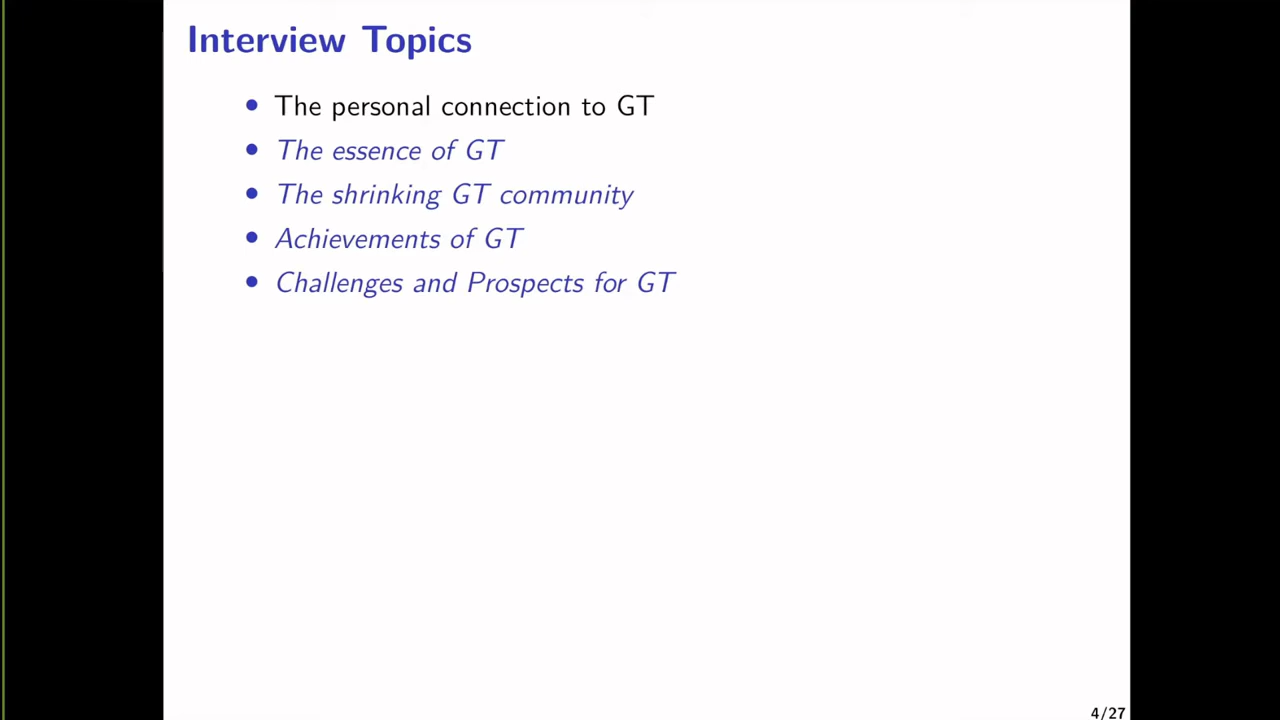 Interview Topics
• The personal connection to GT
• The essence of GT
• The shrinking GT community
• Achievements of GT
• Challenges and Prospects for GT
4/27